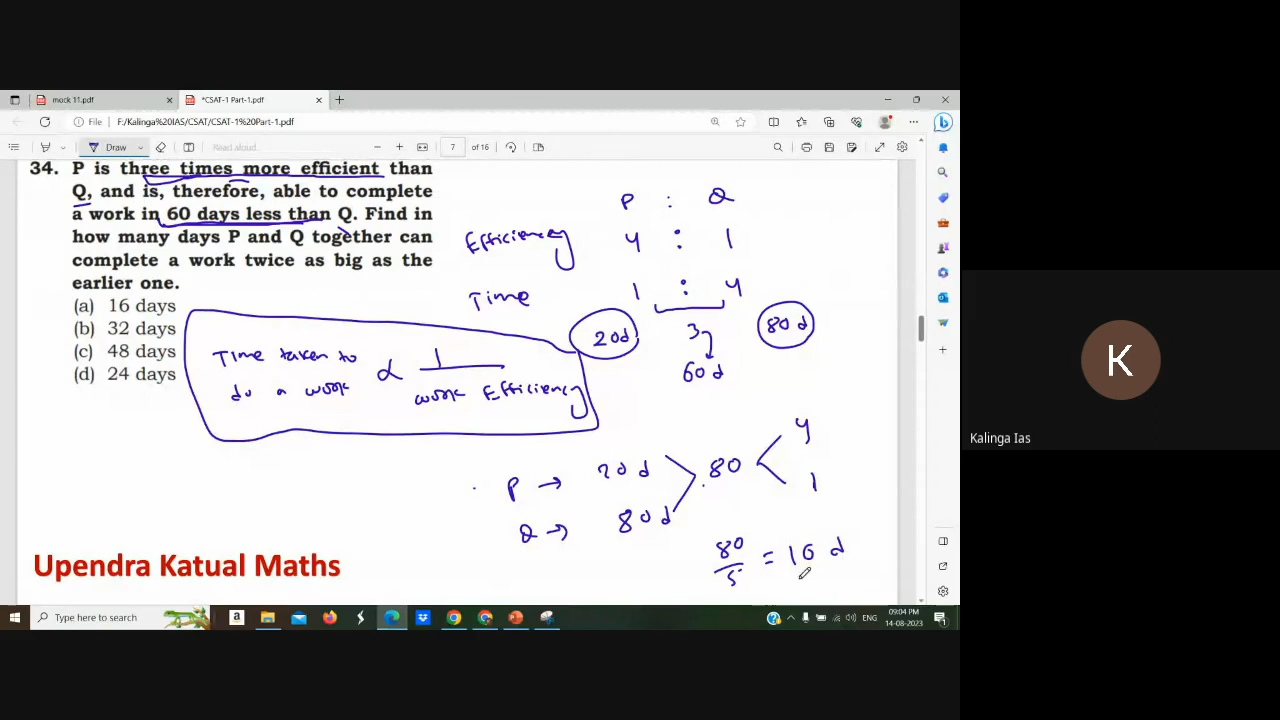 mock 11.pdf
*CSAT-1 Part-1.pdf
File
F:/Kalinga%20IAS/CSAT/CSAT-1%20Part-1.pdf
Draw
Read aloud...
7
of 16
34. P is three times more efficient than
Q, and is, therefore, able to complete
a work in 60 days less than Q. Find in
how many days P and Q together can
complete a work twice as big as the
earlier one.
(a) 16 days
(b) 32 days
(c) 48 days
(d) 24 days
P : Q
Efficiency 4 : 1
Time 1 : 4
20d 3 80d
60 d
Time taken to do a work ∝ 1 / work Efficiency
P → 20 d
Q → 80 d
80
4
1
80/5 = 16 d
Upendra Katual Maths
Type here to search
ENG
09:04 PM
14-08-2023
K
Kalinga Ias